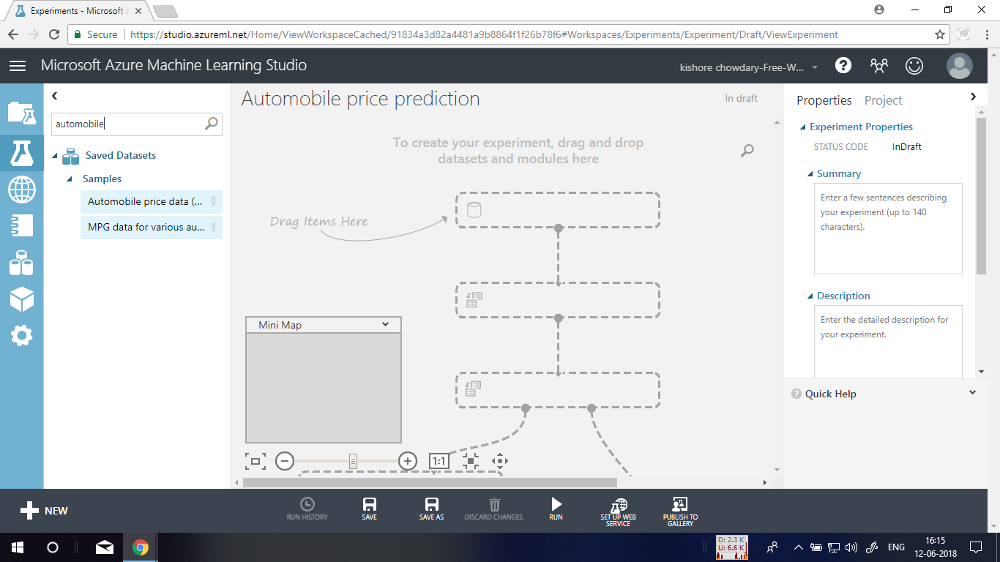 Experiments - Microsoft A
Secure
https://studio.azureml.net/Home/ViewWorkspaceCached/91834a3d82a4481a9b8864f1f26b78f6#Workspaces/Experiments/Experiment/Draft/ViewExperiment
Microsoft Azure Machine Learning Studio
kishore chowdary-Free-W...
?
automobile
Saved Datasets
Samples
Automobile price data (...
MPG data for various au...
Automobile price prediction
In draft
To create your experiment, drag and drop
datasets and modules here
Drag Items Here
Mini Map
1:1
Properties
Project
Experiment Properties
STATUS CODE
InDraft
Summary
Enter a few sentences describing
your experiment (up to 140
characters).
Description
Enter the detailed description for
your experiment.
? Quick Help
NEW
RUN HISTORY
SAVE
SAVE AS
DISCARD CHANGES
RUN
SET UP WEB
SERVICE
PUBLISH TO
GALLERY
D: 2.3 K
U: 6.6 K
ENG
16:15
12-06-2018